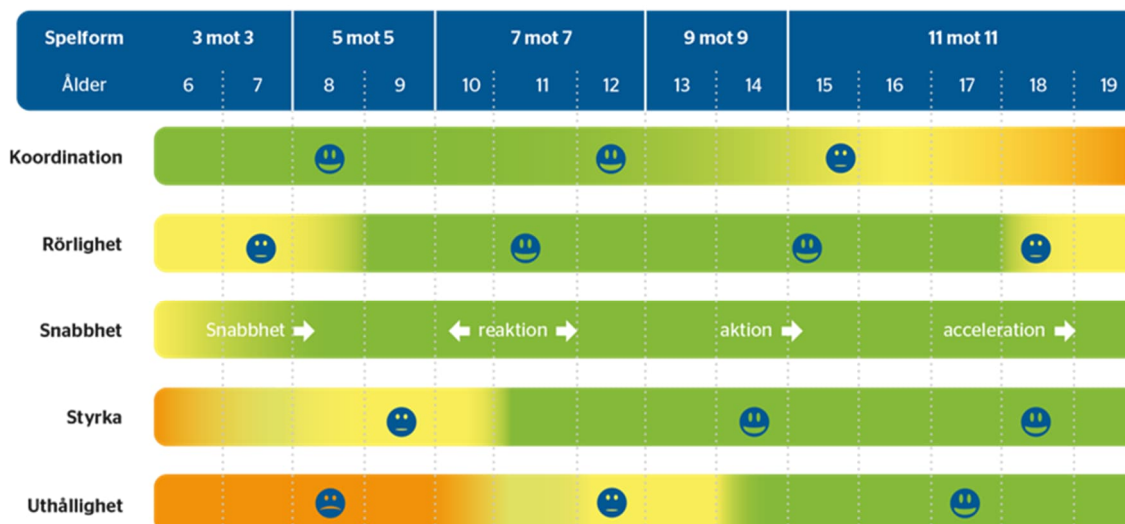 Spelform 3 mot 3 5 mot 5 7 mot 7 9 mot 9 11 mot 11
Ålder 6 7 8 9 10 11 12 13 14 15 16 17 18 19
Koordination
Rörlighet
Snabbhet Snabbhet reaktion aktion acceleration
Styrka
Uthållighet